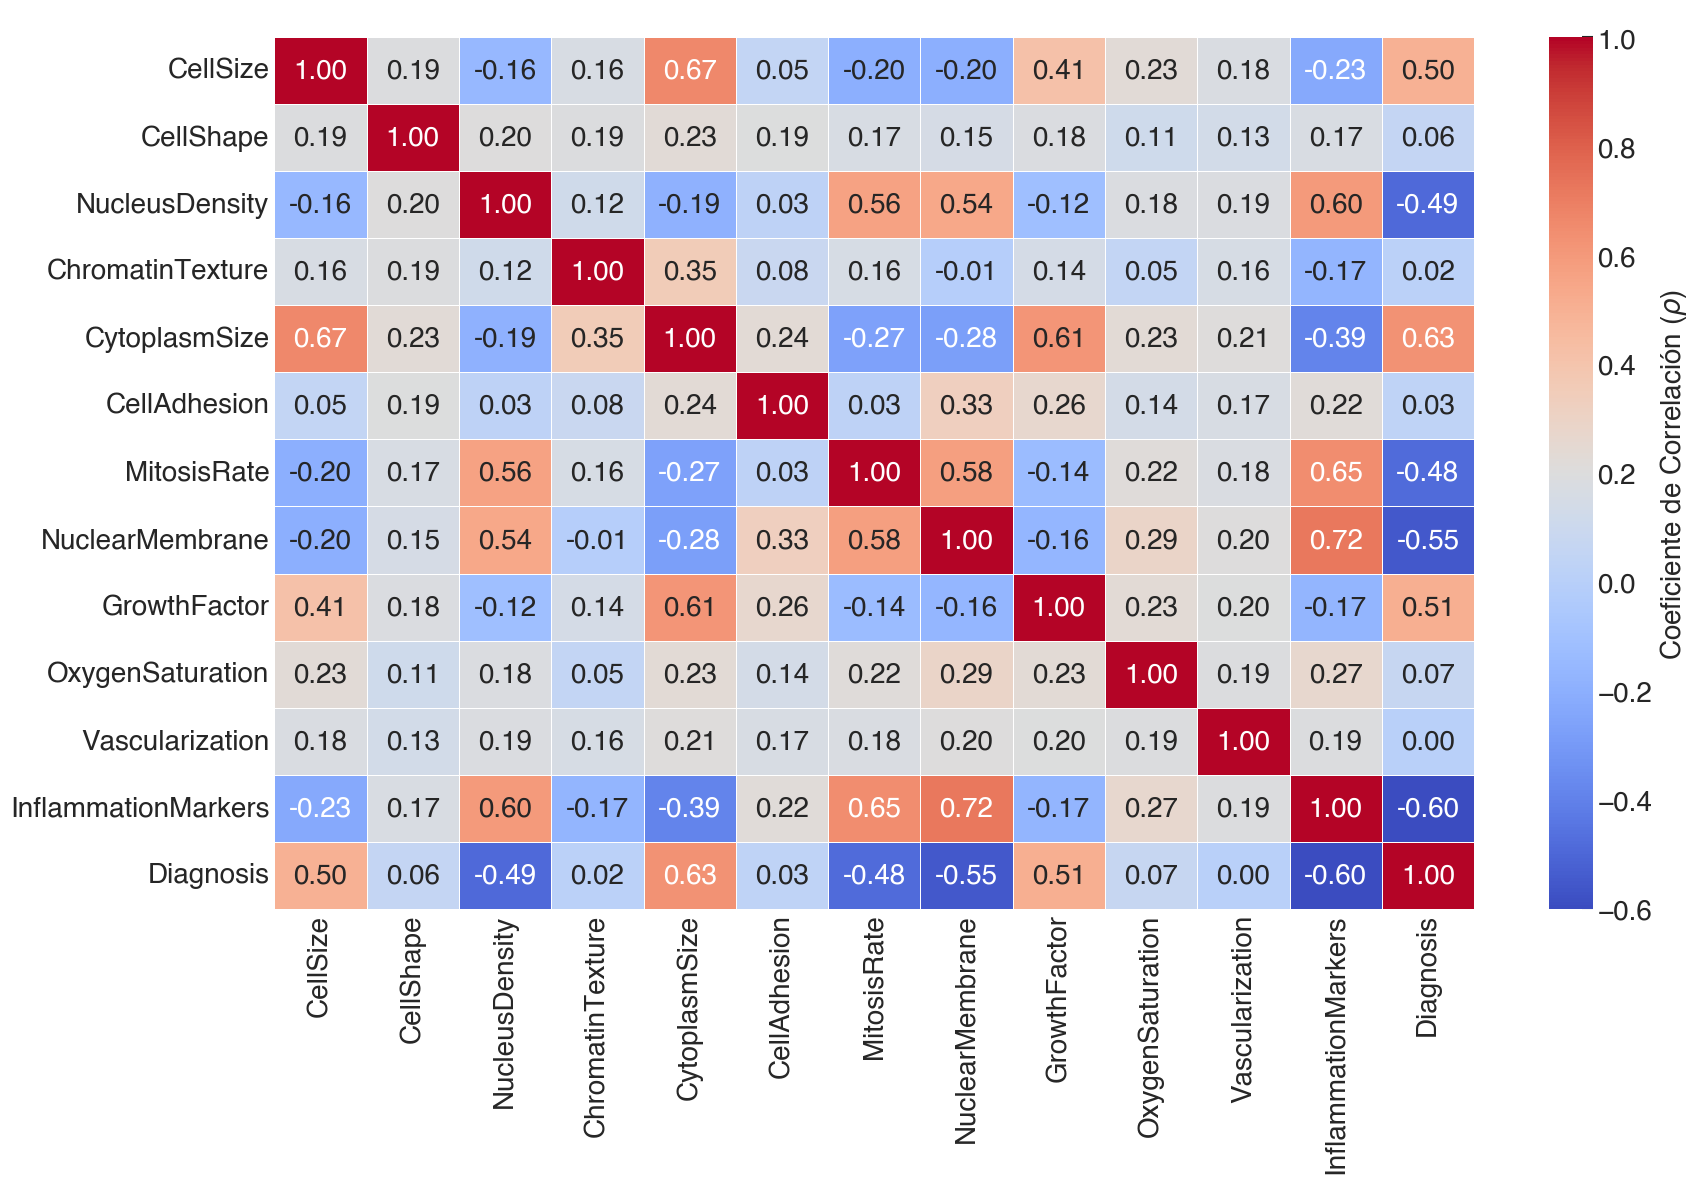 CellSize 1.00 0.19 -0.16 0.16 0.67 0.05 -0.20 -0.20 0.41 0.23 0.18 -0.23 0.50
CellShape 0.19 1.00 0.20 0.19 0.23 0.19 0.17 0.15 0.18 0.11 0.13 0.17 0.06
NucleusDensity -0.16 0.20 1.00 0.12 -0.19 0.03 0.56 0.54 -0.12 0.18 0.19 0.60 -0.49
ChromatinTexture 0.16 0.19 0.12 1.00 0.35 0.08 0.16 -0.01 0.14 0.05 0.16 -0.17 0.02
CytoplasmSize 0.67 0.23 -0.19 0.35 1.00 0.24 -0.27 -0.28 0.61 0.23 0.21 -0.39 0.63
CellAdhesion 0.05 0.19 0.03 0.08 0.24 1.00 0.03 0.33 0.26 0.14 0.17 0.22 0.03
MitosisRate -0.20 0.17 0.56 0.16 -0.27 0.03 1.00 0.58 -0.14 0.22 0.18 0.65 -0.48
NuclearMembrane -0.20 0.15 0.54 -0.01 -0.28 0.33 0.58 1.00 -0.16 0.29 0.20 0.72 -0.55
GrowthFactor 0.41 0.18 -0.12 0.14 0.61 0.26 -0.14 -0.16 1.00 0.23 0.20 -0.17 0.51
OxygenSaturation 0.23 0.11 0.18 0.05 0.23 0.14 0.22 0.29 0.23 1.00 0.19 0.27 0.07
Vascularization 0.18 0.13 0.19 0.16 0.21 0.17 0.18 0.20 0.20 0.19 1.00 0.19 0.00
InflammationMarkers -0.23 0.17 0.60 -0.17 -0.39 0.22 0.65 0.72 -0.17 0.27 0.19 1.00 -0.60
Diagnosis 0.50 0.06 -0.49 0.02 0.63 0.03 -0.48 -0.55 0.51 0.07 0.00 -0.60 1.00
CellSize
CellShape
NucleusDensity
ChromatinTexture
CytoplasmSize
CellAdhesion
MitosisRate
NuclearMembrane
GrowthFactor
OxygenSaturation
Vascularization
InflammationMarkers
Diagnosis
1.0
0.8
0.6
0.4
0.2
0.0
−0.2
−0.4
−0.6
Coeficiente de Correlación (ρ)